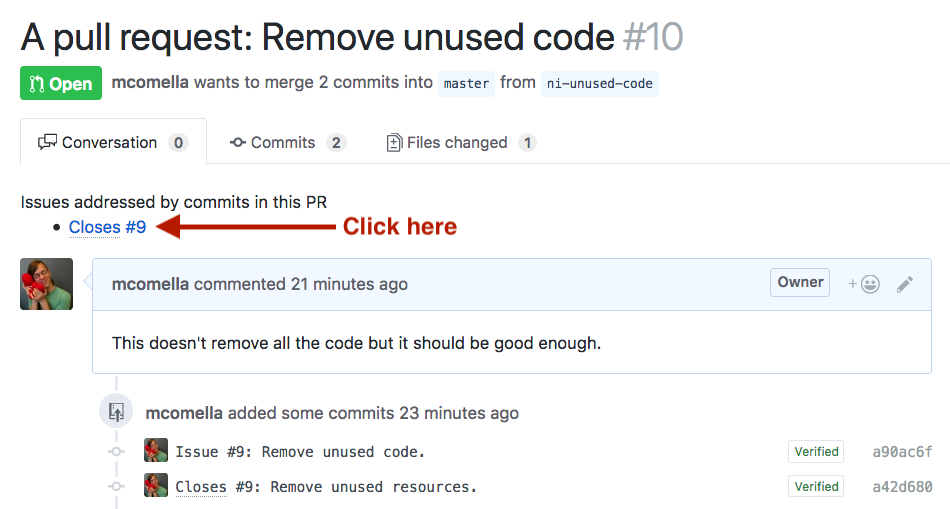 A pull request: Remove unused code #10
Open mcomella wants to merge 2 commits into master from ni-unused-code
Conversation 0 Commits 2 Files changed 1
Issues addressed by commits in this PR
• Closes #9 Click here
mcomella commented 21 minutes ago Owner +
This doesn't remove all the code but it should be good enough.
mcomella added some commits 23 minutes ago
Issue #9: Remove unused code. Verified a90ac6f
Closes #9: Remove unused resources. Verified a42d680